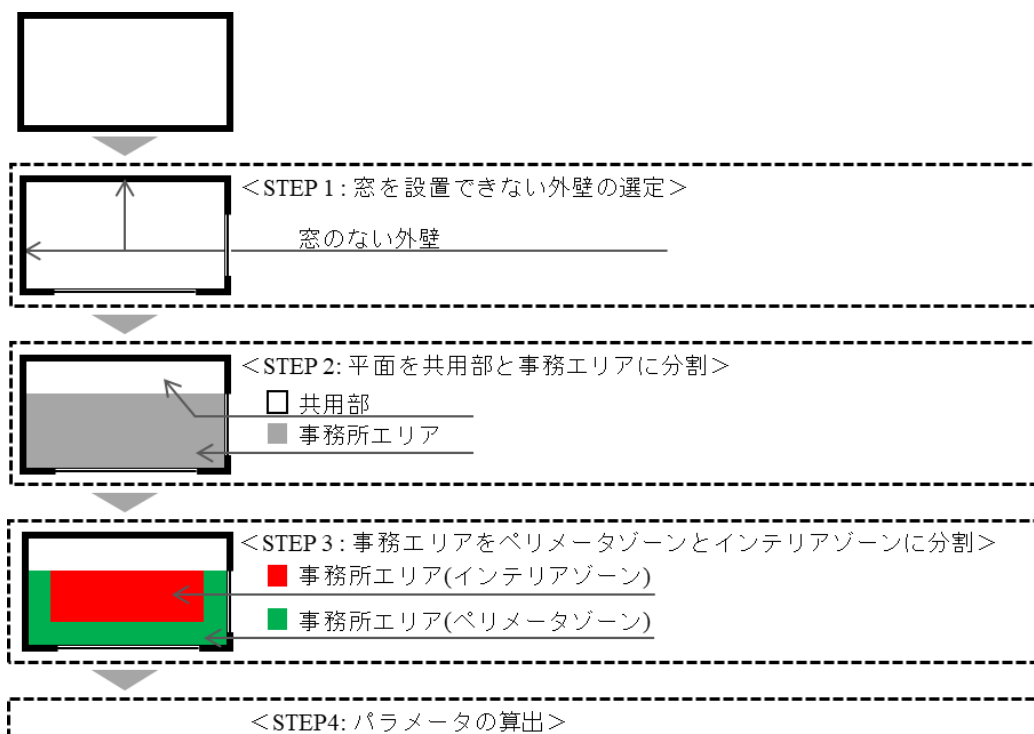 ＜STEP 1 : 窓を設置できない外壁の選定＞
窓のない外壁
＜STEP 2: 平面を共用部と事務エリアに分割＞
共用部
事務所エリア
＜STEP 3 : 事務エリアをペリメータゾーンとインテリアゾーンに分割＞
事務所エリア(インテリアゾーン)
事務所エリア(ペリメータゾーン)
＜STEP4: パラメータの算出＞